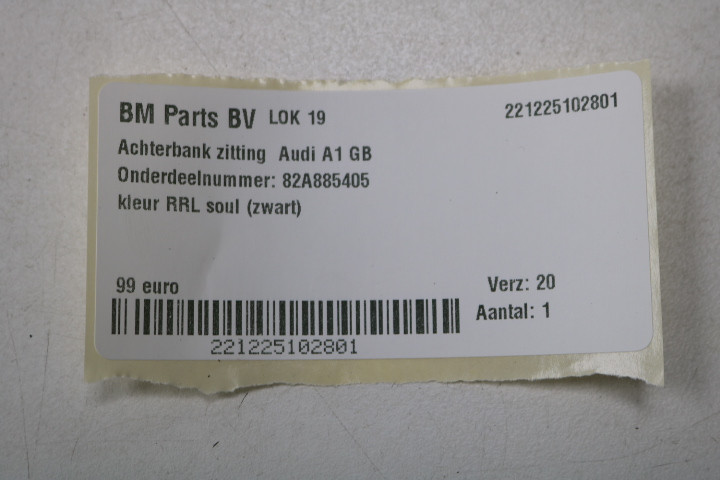 BM Parts BV LOK 19 221225102801
Achterbank zitting Audi A1 GB
Onderdeelnummer: 82A885405
kleur RRL soul (zwart)
99 euro Verz: 20
Aantal: 1
221225102801